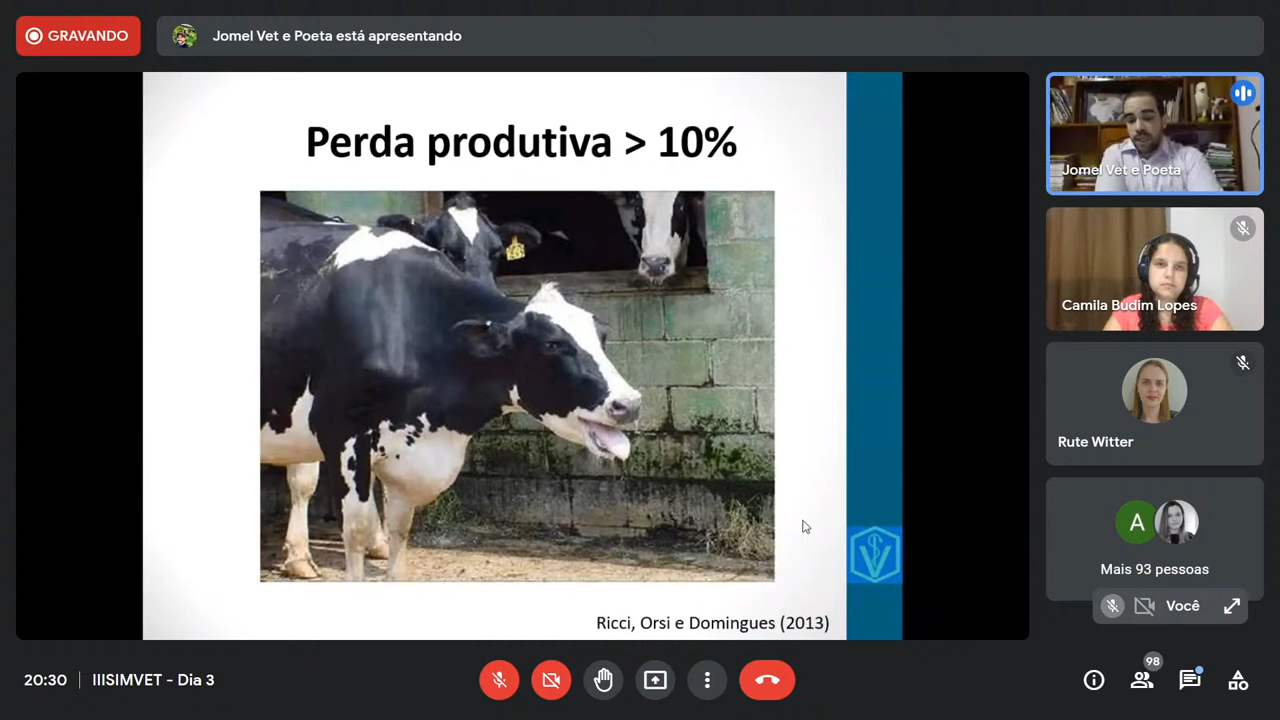 GRAVANDO
Jomel Vet e Poeta está apresentando
Perda produtiva > 10%
Ricci, Orsi e Domingues (2013)
Jomel Vet e Poeta
Camila Budim Lopes
Rute Witter
A
Mais 93 pessoas
Você
20:30
IIISIMVET - Dia 3
98